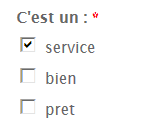 C'est un : *
service
bien
pret